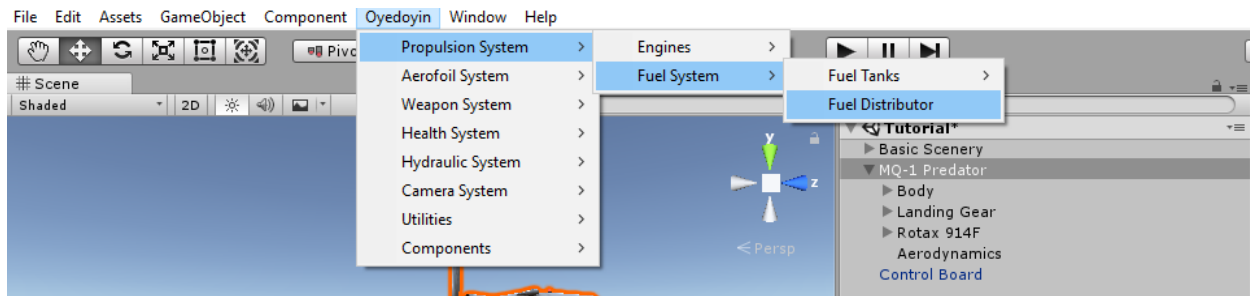 File Edit Assets GameObject Component Oyedoyin Window Help
Pivo
Propulsion System
Aerofoil System
Weapon System
Health System
Hydraulic System
Camera System
Utilities
Components
Engines
Fuel System
Fuel Tanks
Fuel Distributor
# Scene
Shaded 2D
y
z
Persp
Tutorial*
Basic Scenery
MQ-1 Predator
Body
Landing Gear
Rotax 914F
Aerodynamics
Control Board